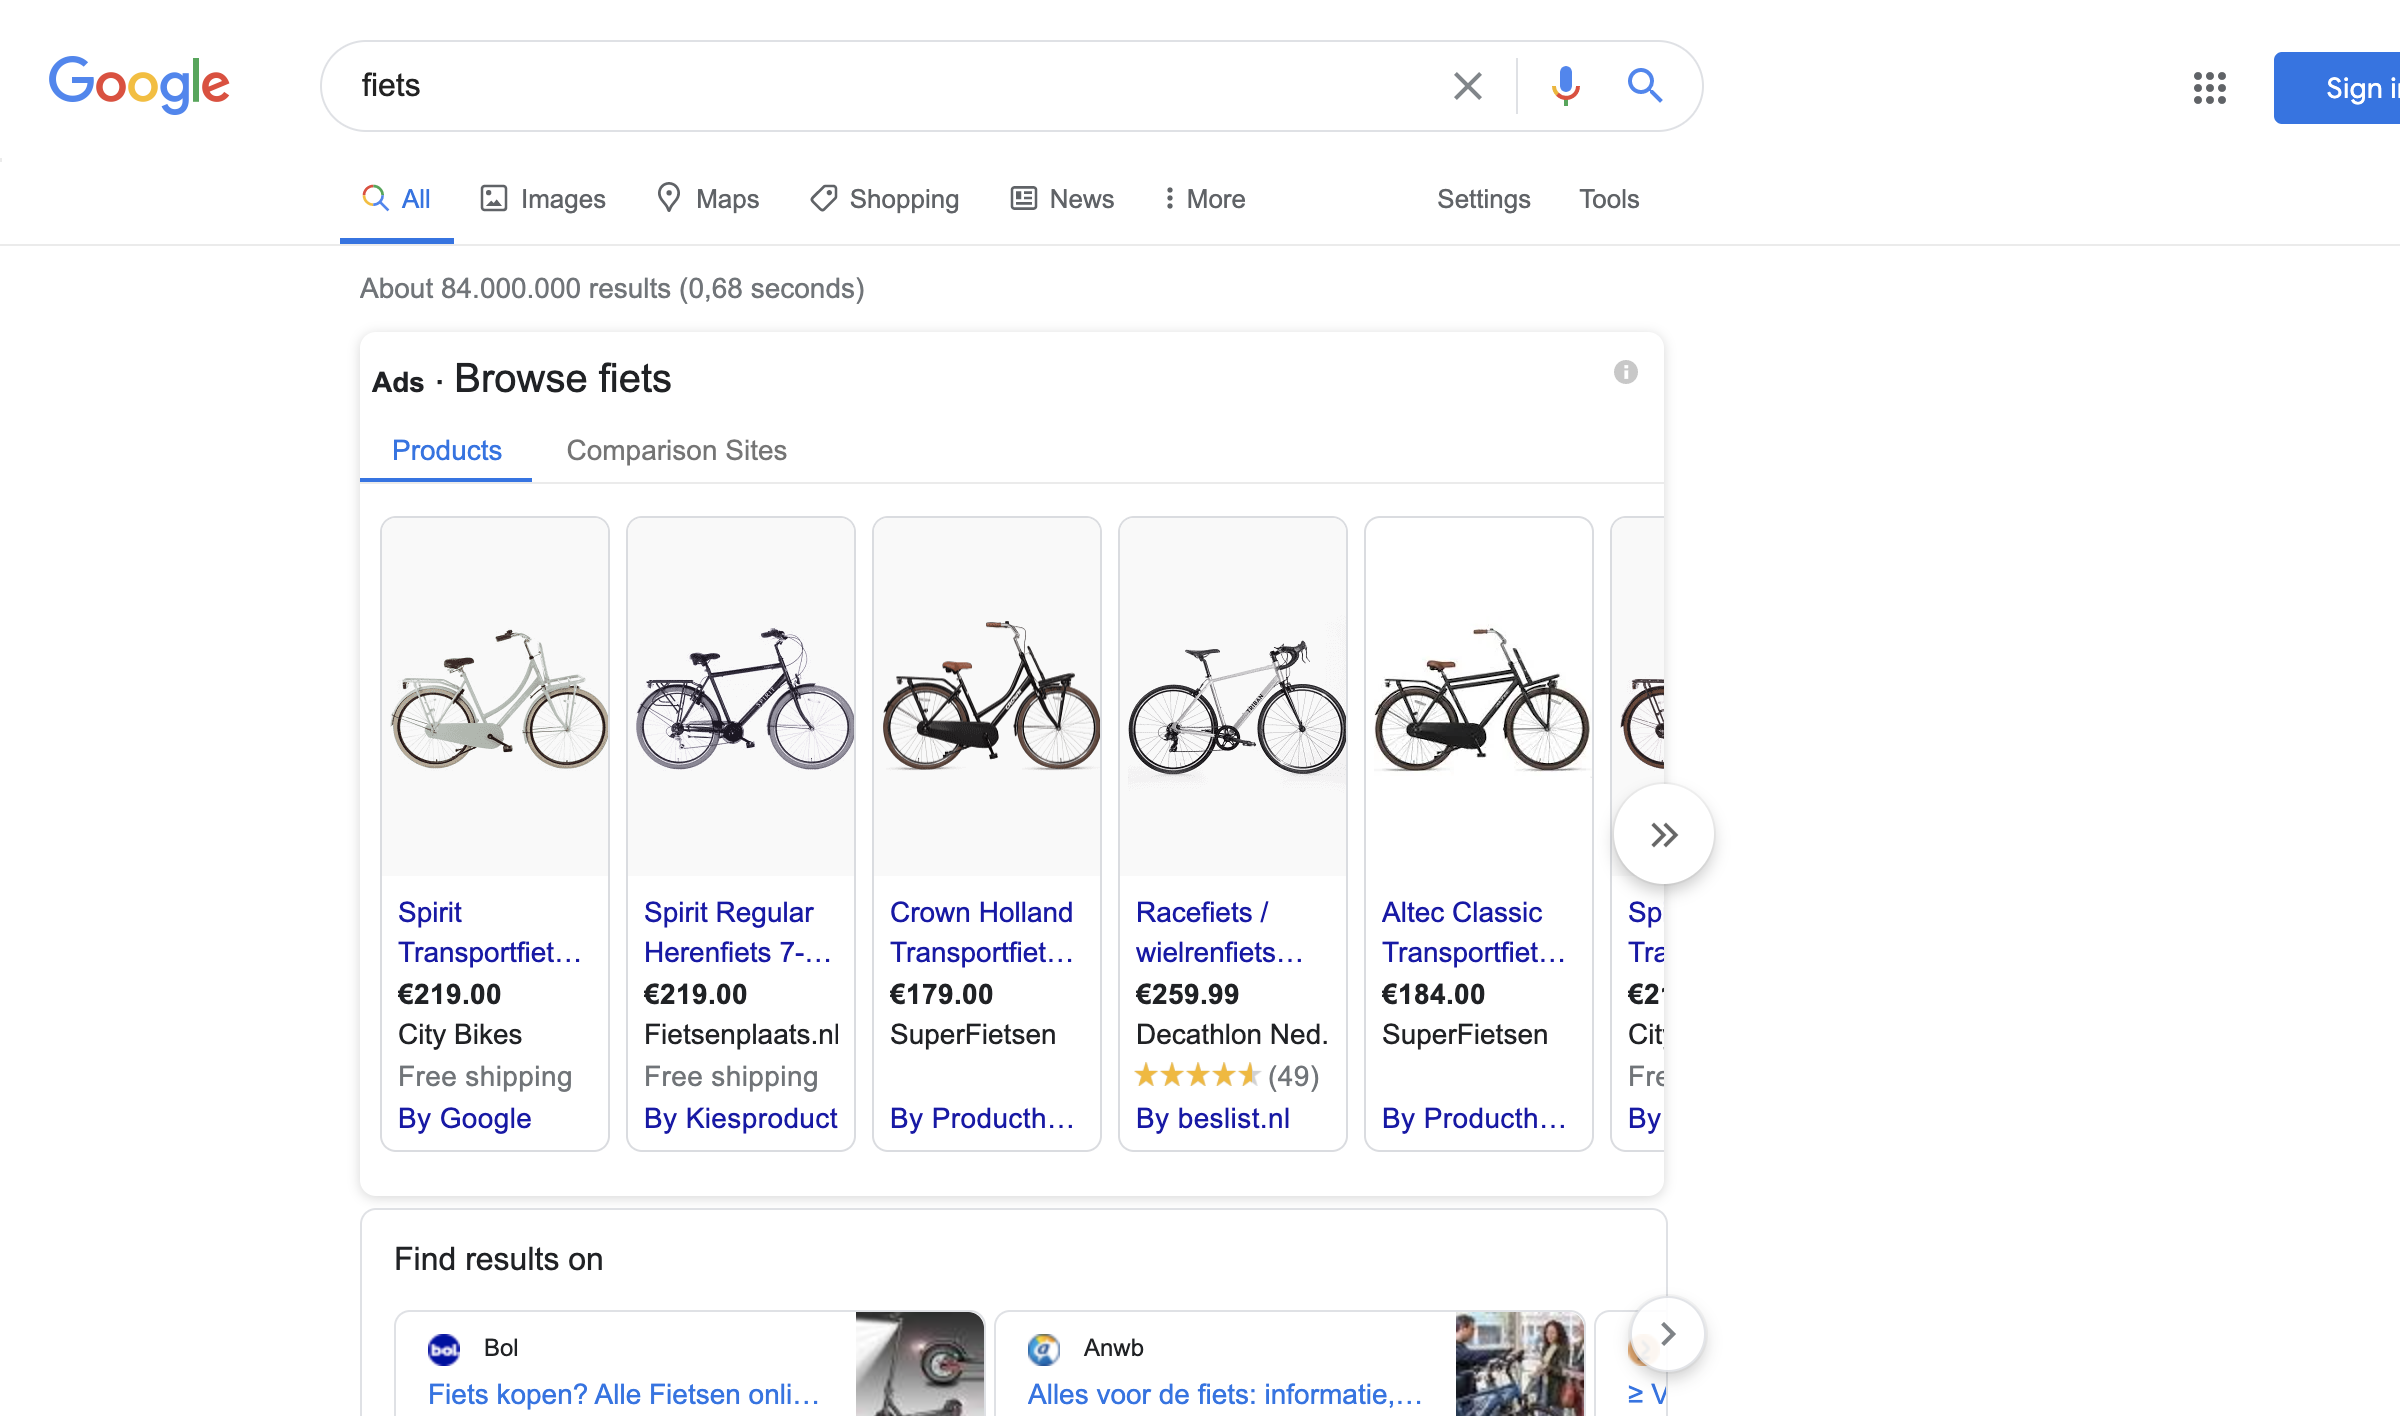 Google
fiets
Sign i
All
Images
Maps
Shopping
News
More
Settings
Tools
About 84.000.000 results (0,68 seconds)
Ads · Browse fiets
Products
Comparison Sites
Spirit
Transportfiet...
€219.00
City Bikes
Free shipping
By Google
Spirit Regular
Herenfiets 7-...
€219.00
Fietsenplaats.nl
Free shipping
By Kiesproduct
Crown Holland
Transportfiet...
€179.00
SuperFietsen
By Producth...
Racefiets /
wielrenfiets...
€259.99
Decathlon Ned.
(49)
By beslist.nl
Altec Classic
Transportfiet...
€184.00
SuperFietsen
By Producth...
Sp
Tra
€21
Cit
Fre
By
Find results on
bol.
Bol
Fiets kopen? Alle Fietsen onli...
Anwb
Alles voor de fiets: informatie,...
≥ V